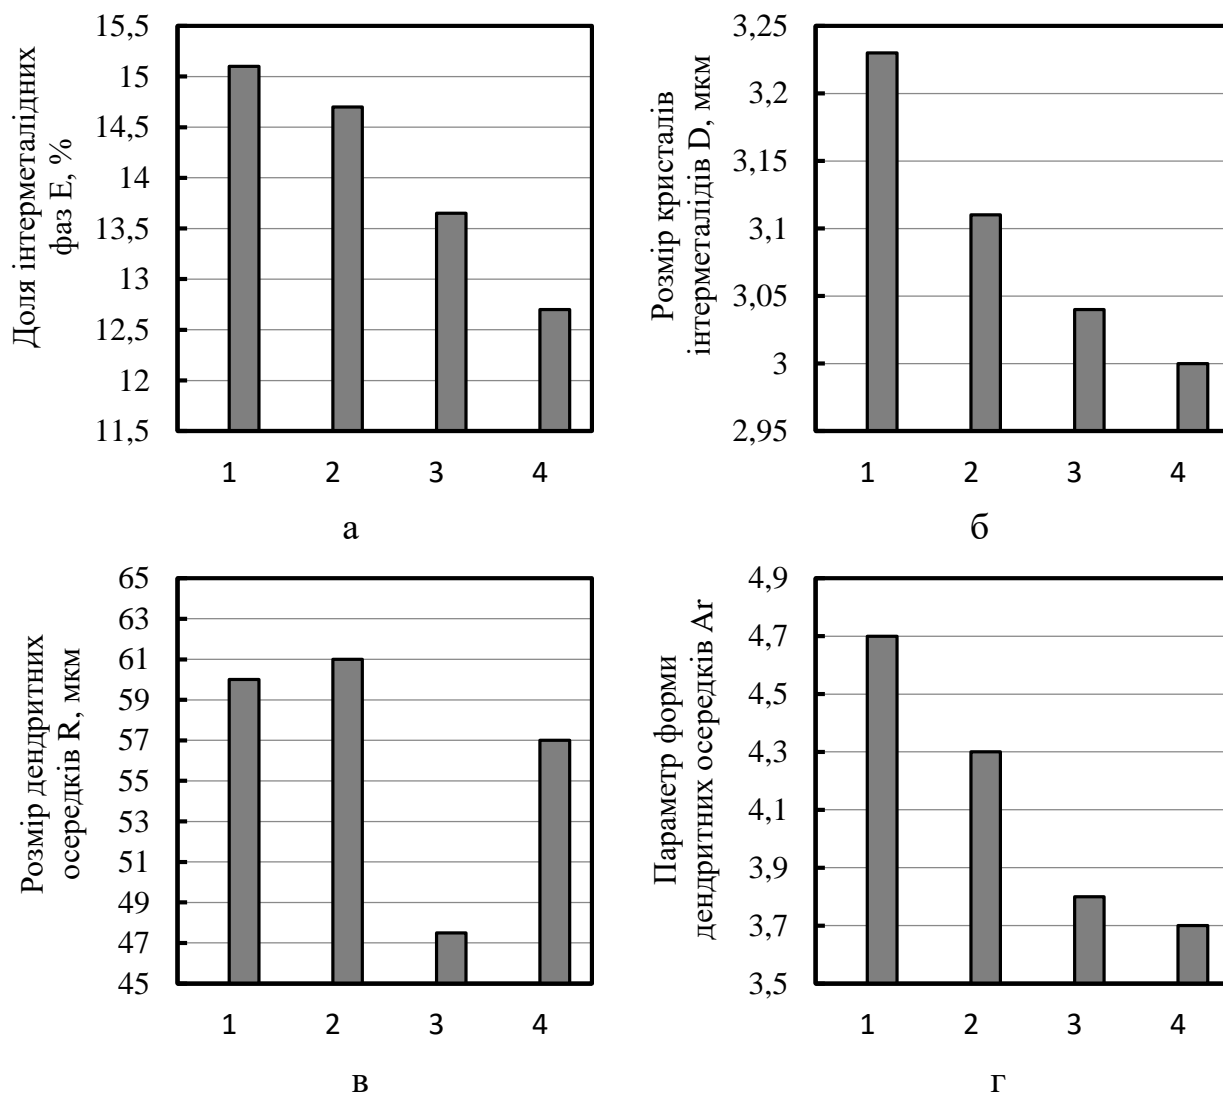 Доля інтерметалідних
фаз Е, %
15,5
15
14,5
14
13,5
13
12,5
12
11,5
1 2 3 4
а
Розмір кристалів
інтерметалідів D, мкм
3,25
3,2
3,15
3,1
3,05
3
2,95
1 2 3 4
б
Розмір дендритних
осередків R, мкм
65
63
61
59
57
55
53
51
49
47
45
1 2 3 4
в
Параметр форми
дендритних осередків Ar
4,9
4,7
4,5
4,3
4,1
3,9
3,7
3,5
1 2 3 4
г